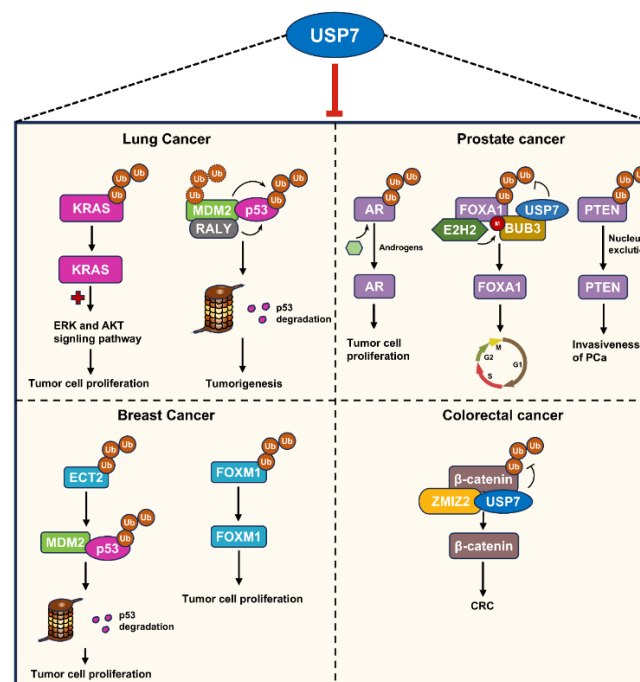 USP7
Lung Cancer
Ub
Ub
KRAS
KRAS
ERK and AKT
signling pathway
Tumor cell proliferation
Ub
Ub
Ub
Ub
Ub
Ub
MDM2
p53
RALY
p53
degradation
Tumorigenesis
Prostate cancer
Ub
Ub
Ub
AR
Androgens
AR
Tumor cell
proliferation
Ub
Ub
Ub
FOXA1
USP7
E2H2
M
BUB3
FOXA1
M
G2
G1
S
Ub
Ub
PTEN
Nucleu
exclutio
PTEN
Invasiveness
of PCa
Breast Cancer
Ub
Ub
Ub
ECT2
Ub
Ub
Ub
MDM2
p53
p53
degradation
Tumor cell proliferation
Ub
Ub
Ub
FOXM1
FOXM1
Tumor cell proliferation
Colorectal cancer
Ub
Ub
Ub
β-catenin
ZMIZ2
USP7
β-catenin
CRC